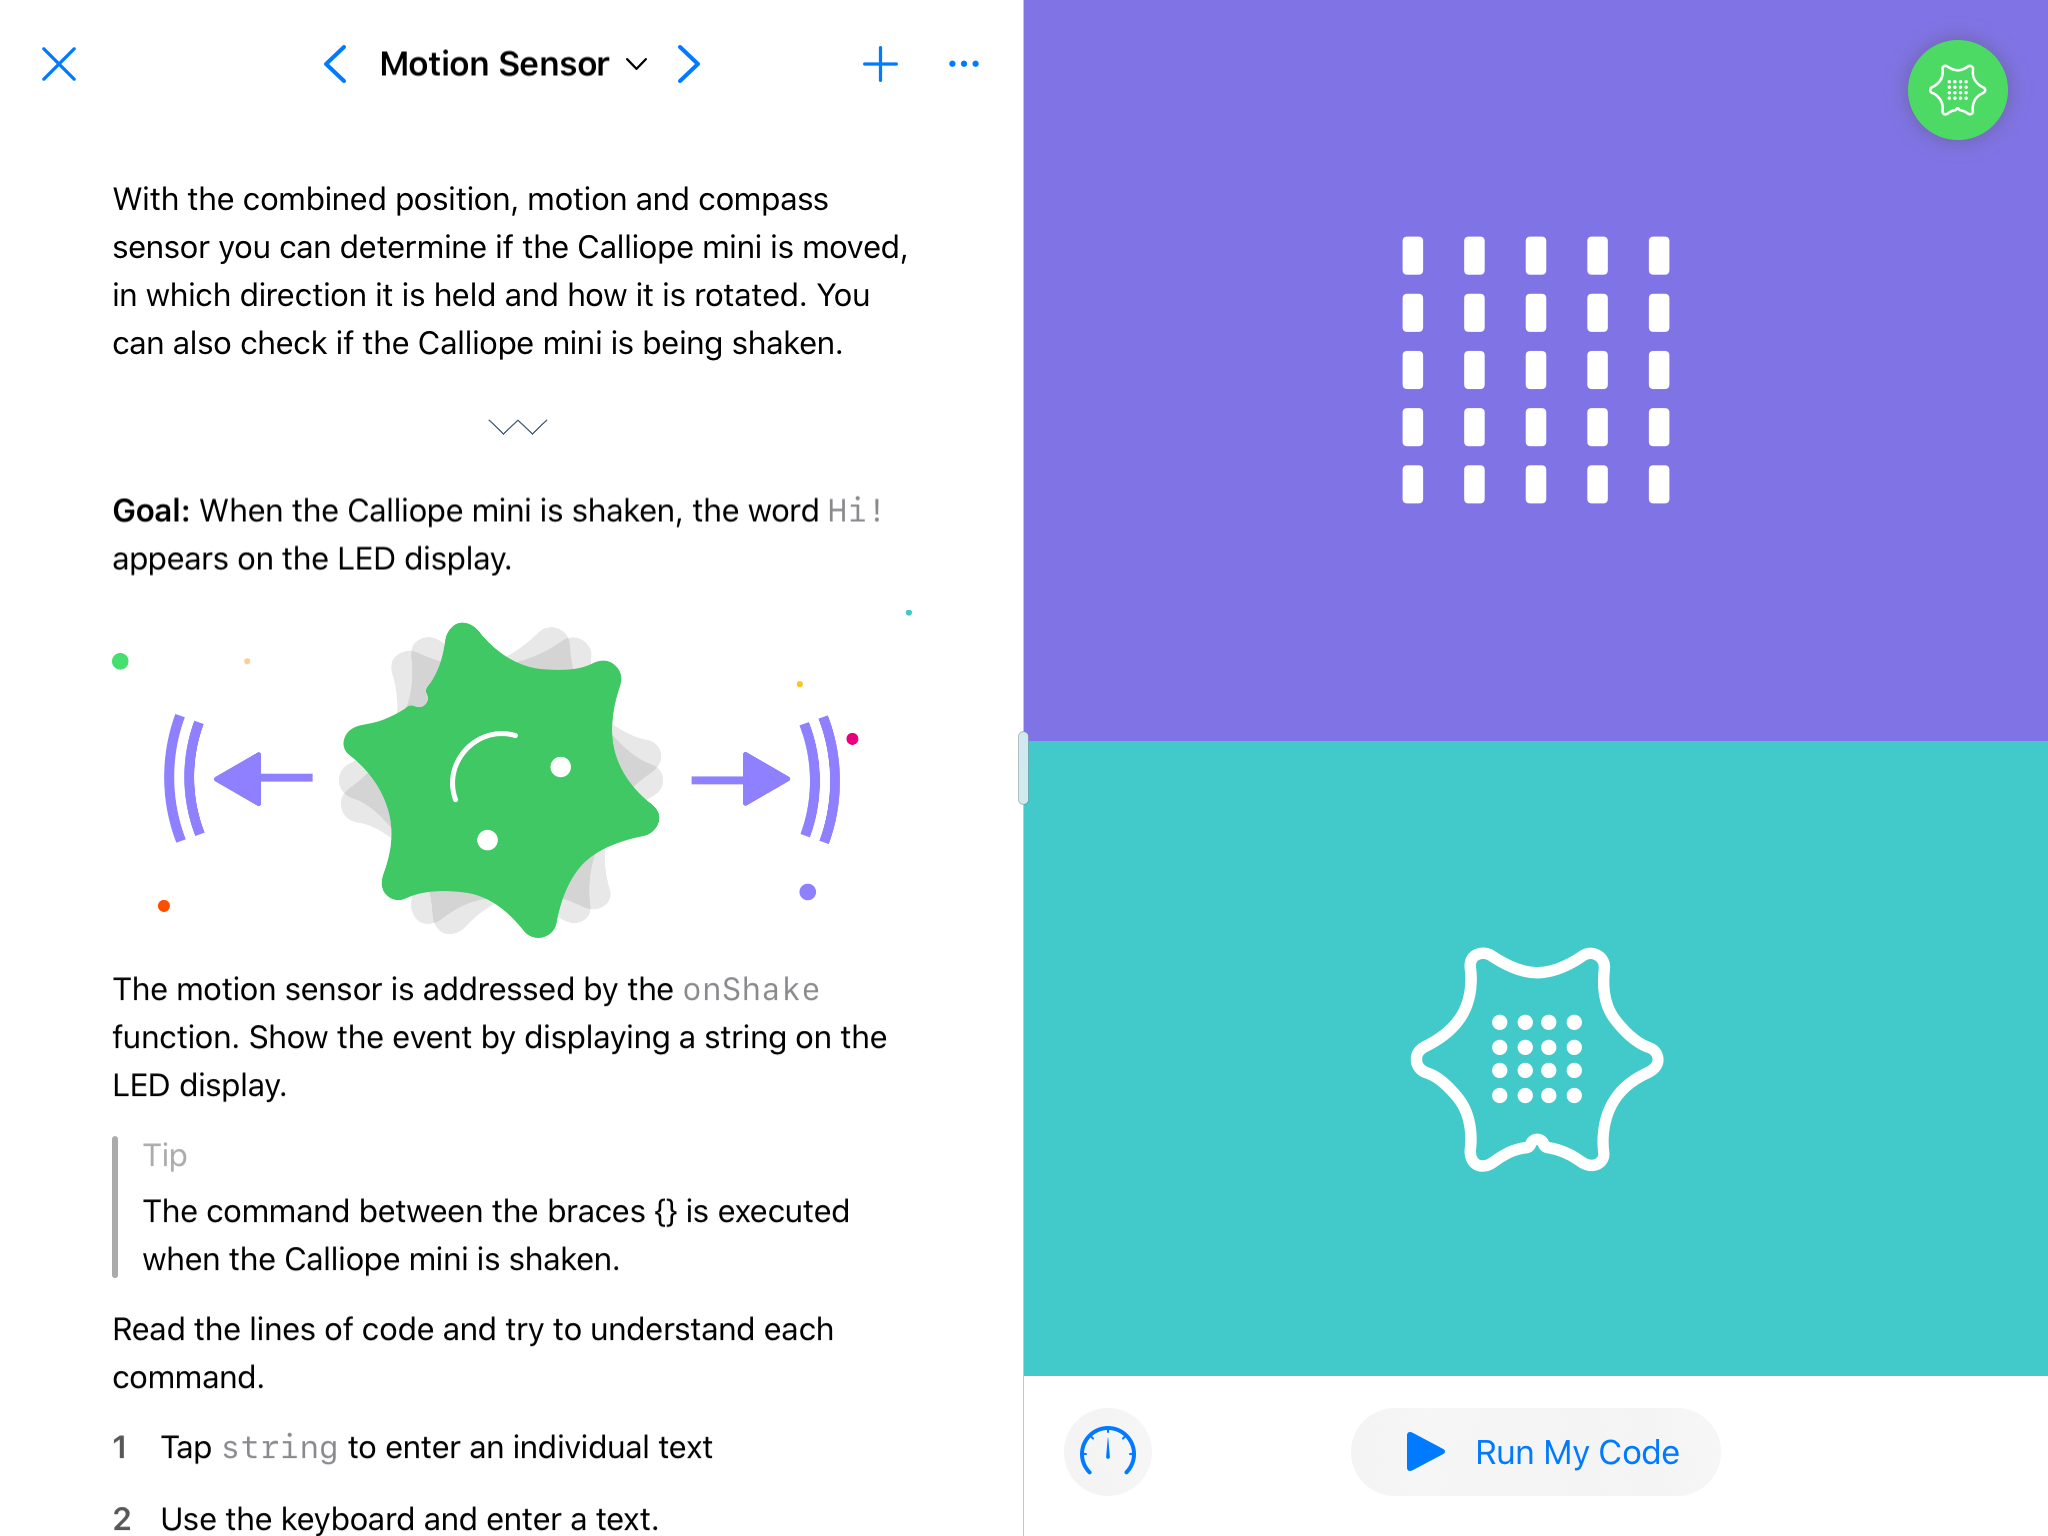 Motion Sensor
With the combined position, motion and compass
sensor you can determine if the Calliope mini is moved,
in which direction it is held and how it is rotated. You
can also check if the Calliope mini is being shaken.
Goal: When the Calliope mini is shaken, the word Hi!
appears on the LED display.
The motion sensor is addressed by the onShake
function. Show the event by displaying a string on the
LED display.
Tip
The command between the braces {} is executed
when the Calliope mini is shaken.
Read the lines of code and try to understand each
command.
1 Tap string to enter an individual text
2 Use the keyboard and enter a text.
Run My Code